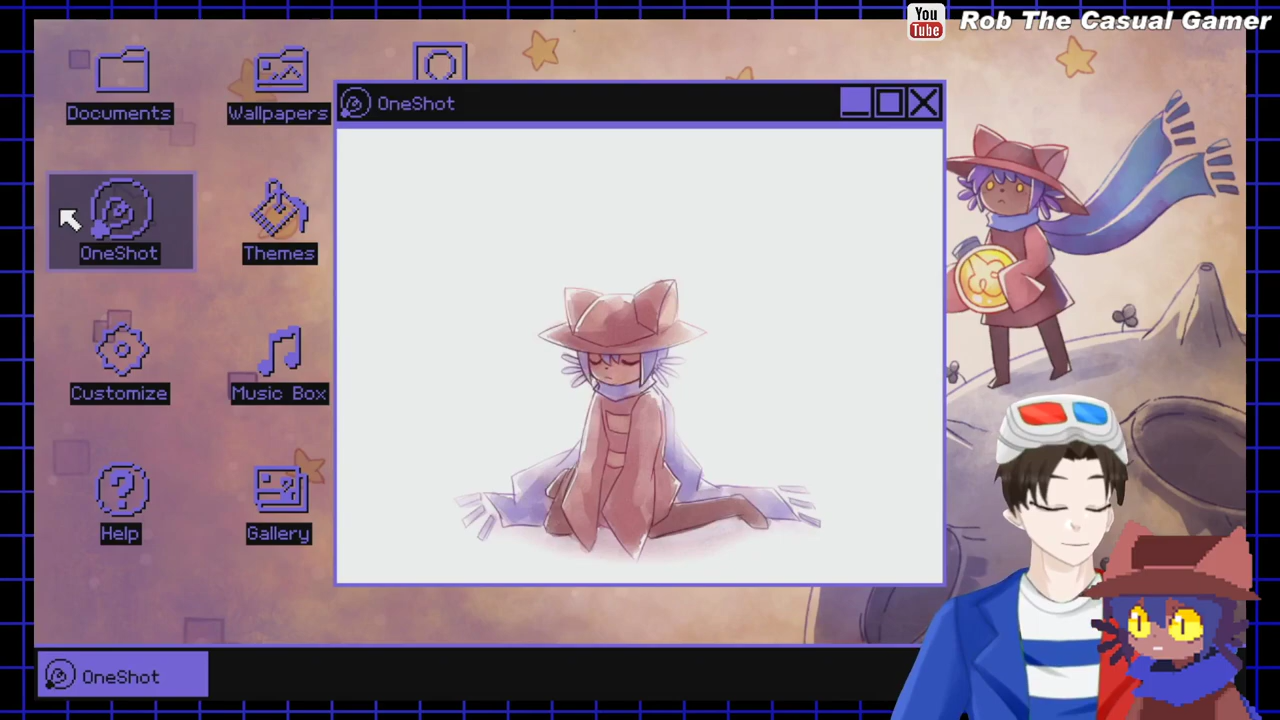 You
Tube
Rob The Casual Gamer
Documents
Wallpapers
OneShot
OneShot
Themes
Customize
Music Box
Help
Gallery
OneShot